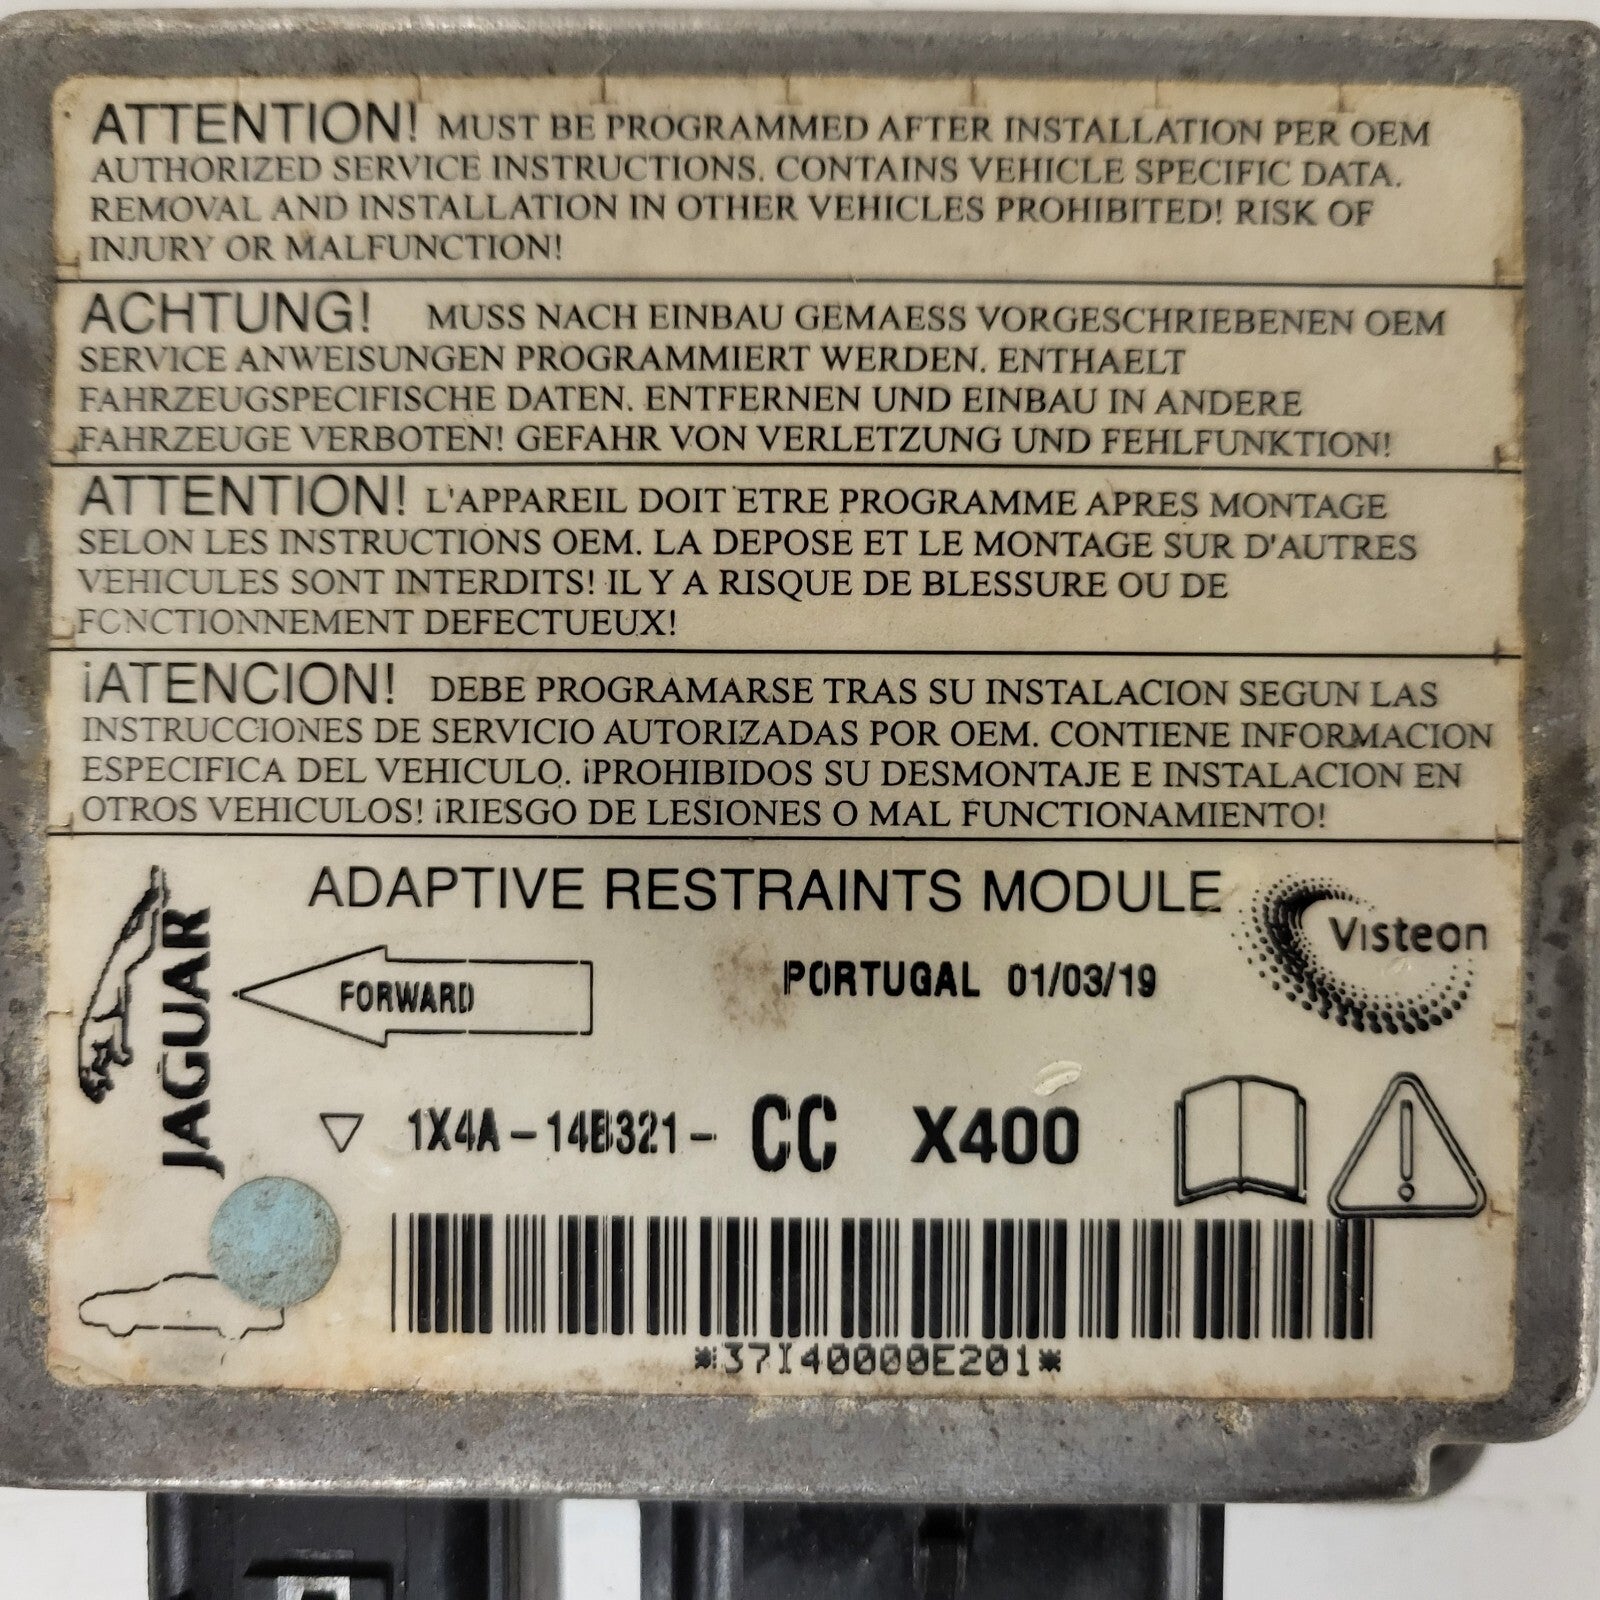 ATTENTION! MUST BE PROGRAMMED AFTER INSTALLATION PER OEM
AUTHORIZED SERVICE INSTRUCTIONS. CONTAINS VEHICLE SPECIFIC DATA.
REMOVAL AND INSTALLATION IN OTHER VEHICLES PROHIBITED! RISK OF
INJURY OR MALFUNCTION!
ACHTUNG! MUSS NACH EINBAU GEMAESS VORGESCHRIEBENEN OEM
SERVICE ANWEISUNGEN PROGRAMMIERT WERDEN. ENTHAELT
FAHRZEUGSPECIFISCHE DATEN. ENTFERNEN UND EINBAU IN ANDERE
FAHRZEUGE VERBOTEN! GEFAHR VON VERLETZUNG UND FEHLFUNKTION!
ATTENTION! L'APPAREIL DOIT ETRE PROGRAMME APRES MONTAGE
SELON LES INSTRUCTIONS OEM. LA DEPOSE ET LE MONTAGE SUR D'AUTRES
VEHICULES SONT INTERDITS! IL Y A RISQUE DE BLESSURE OU DE
FONCTIONNEMENT DEFECTUEUX!
¡ATENCION! DEBE PROGRAMARSE TRAS SU INSTALACION SEGUN LAS
INSTRUCCIONES DE SERVICIO AUTORIZADAS POR OEM. CONTIENE INFORMACION
ESPECIFICA DEL VEHICULO. ¡PROHIBIDOS SU DESMONTAJE E INSTALACION EN
OTROS VEHICULOS! ¡RIESGO DE LESIONES O MAL FUNCTIONAMIENTO!
ADAPTIVE RESTRAINTS MODULE
JAGUAR
Visteon
FORWARD
PORTUGAL 01/03/19
1X4A-14B321- CC X400
*37I40000E201*